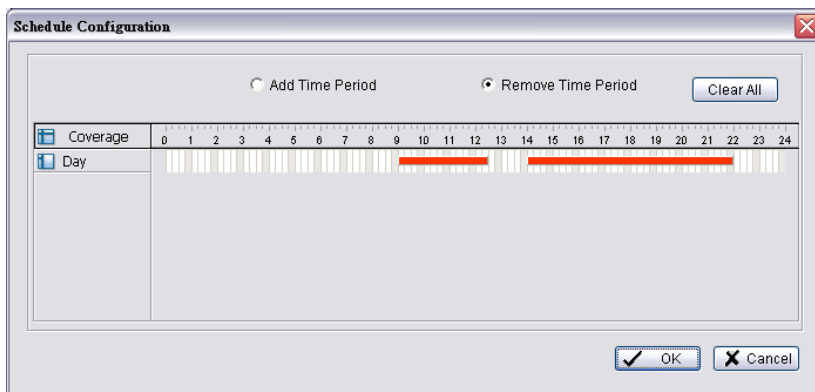 Schedule Configuration
Add Time Period
Remove Time Period
Clear All
Coverage
0 1 2 3 4 5 6 7 8 9 10 11 12 13 14 15 16 17 18 19 20 21 22 23 24
Day
OK
Cancel